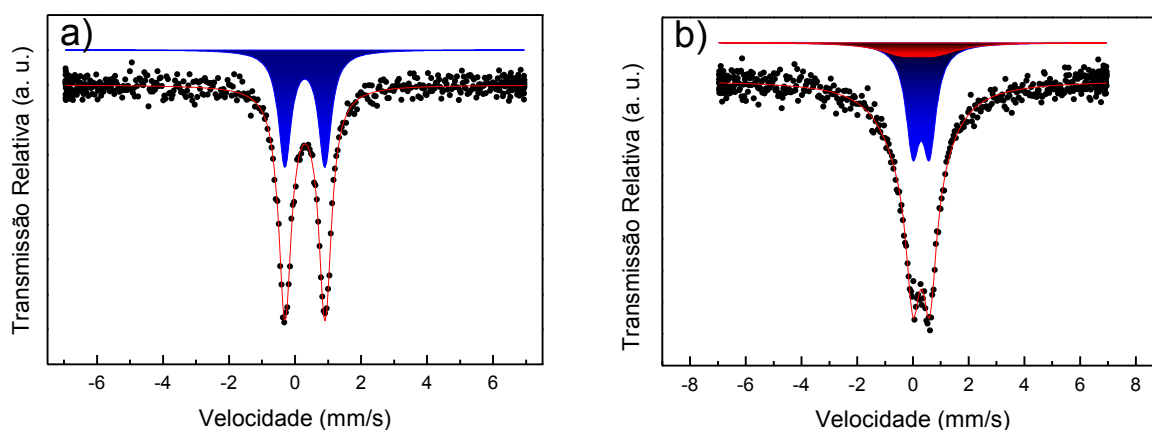 a)
Transmissão Relativa (a. u.)
-6 -4 -2 0 2 4 6
Velocidade (mm/s)
b)
Transmissão Relativa (a. u.)
-8 -6 -4 -2 0 2 4 6 8
Velocidade (mm/s)